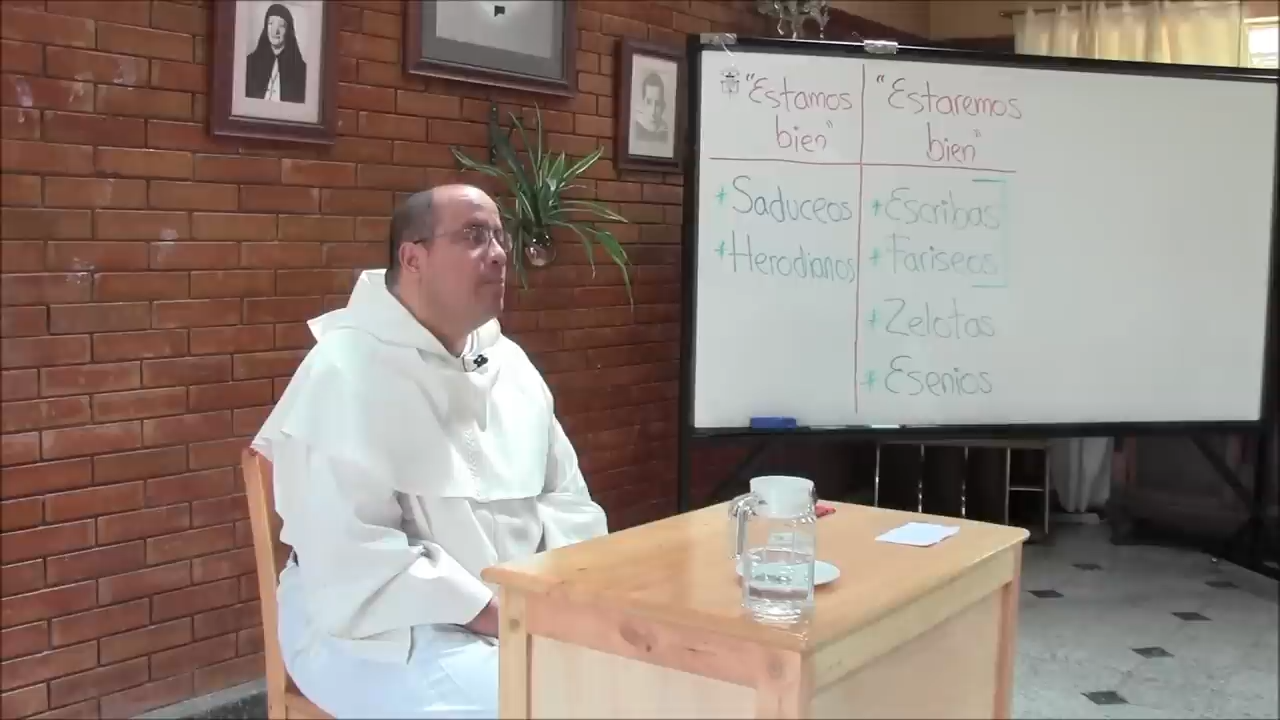 "Estamos
bien"
"Estaremos
bien"
+ Saduceos
+ Herodianos
+ Escribas
+ Fariseos
+ Zelotas
+ Esenios